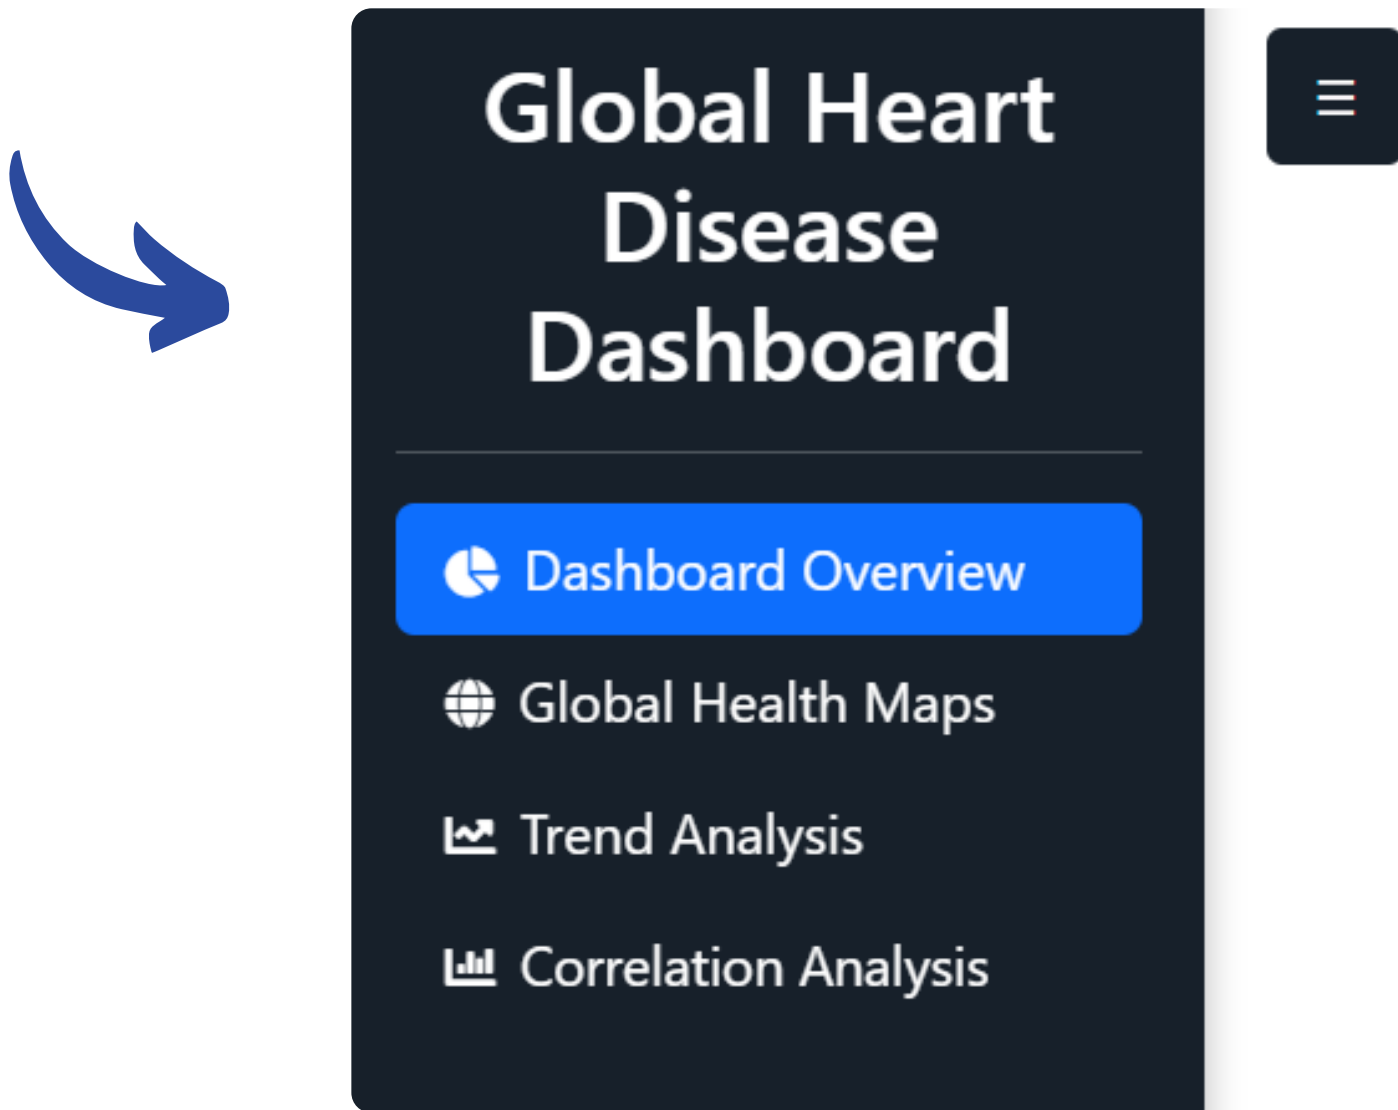 Global Heart
Disease
Dashboard
Dashboard Overview
Global Health Maps
Trend Analysis
Correlation Analysis